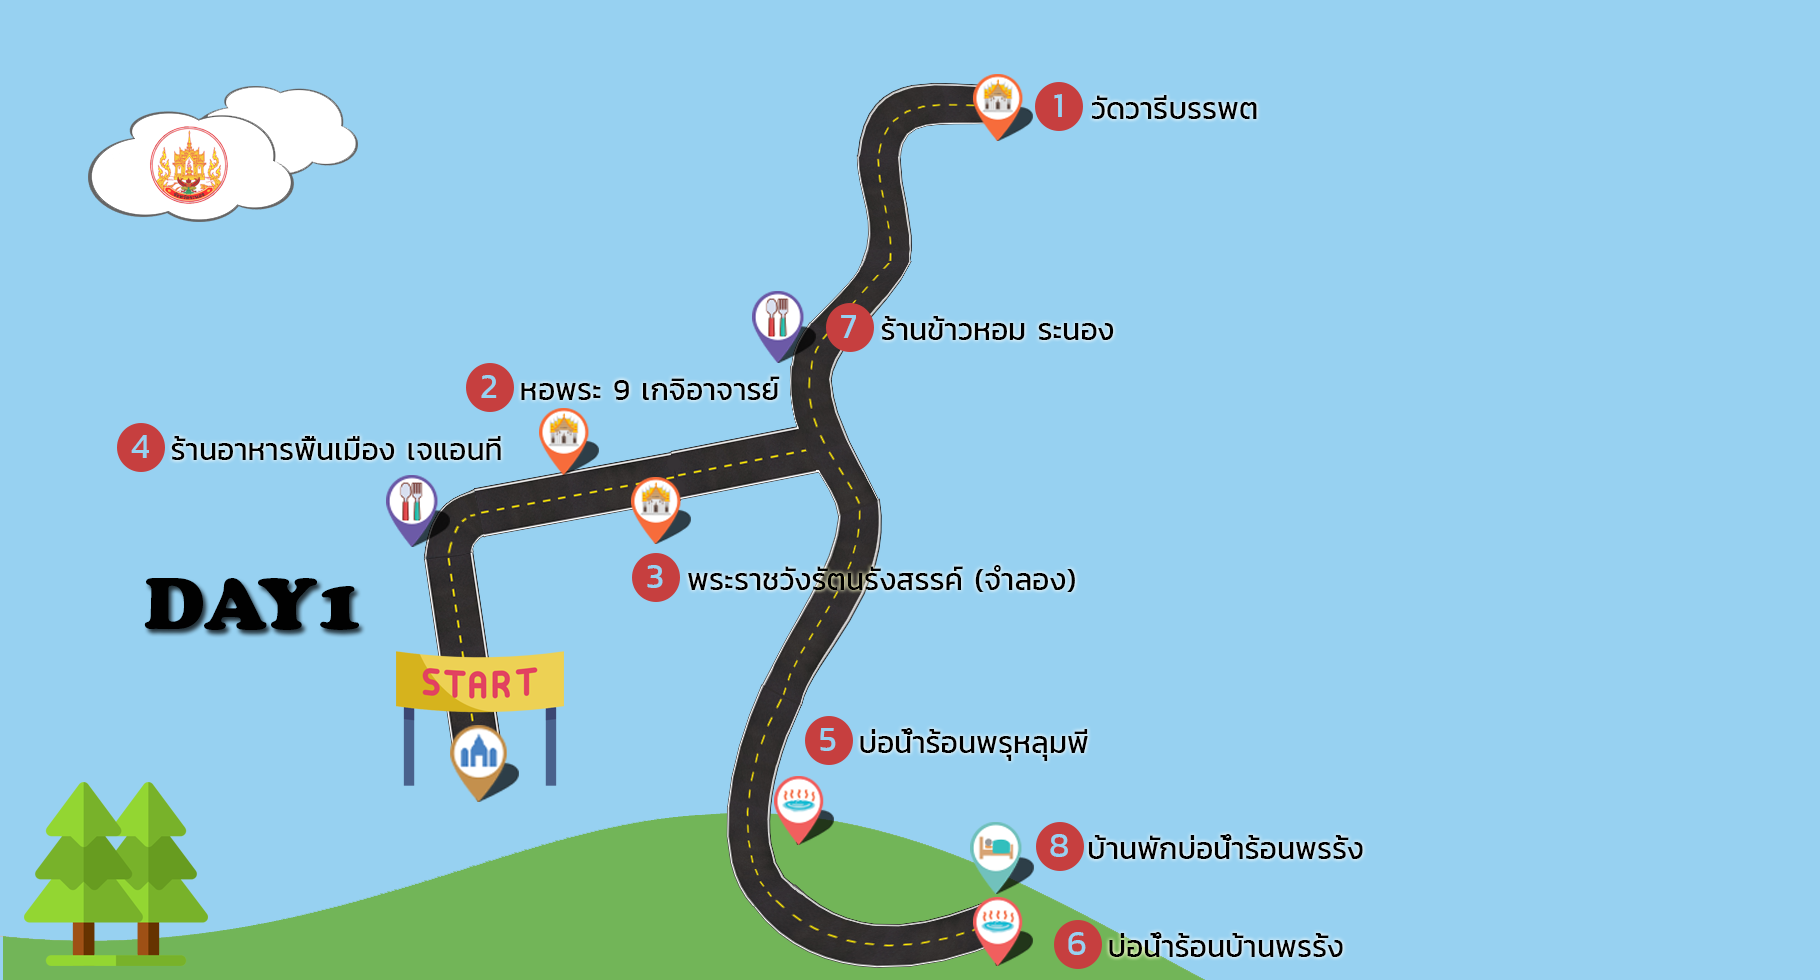 1 วัดวารีบรรพต
7 ร้านข้าวหอม ระนอง
2 หอพระ 9 เกจิอาจารย์
4 ร้านอาหารพื้นเมือง เจแอนที
3 พระราชวังรัตนรังสรรค์ (จำลอง)
DAY1
START
5 บ่อน้ำร้อนพรุหลุมพี
8 บ้านพักบ่อน้ำร้อนพรรั้ง
6 บ่อน้ำร้อนบ้านพรรั้ง